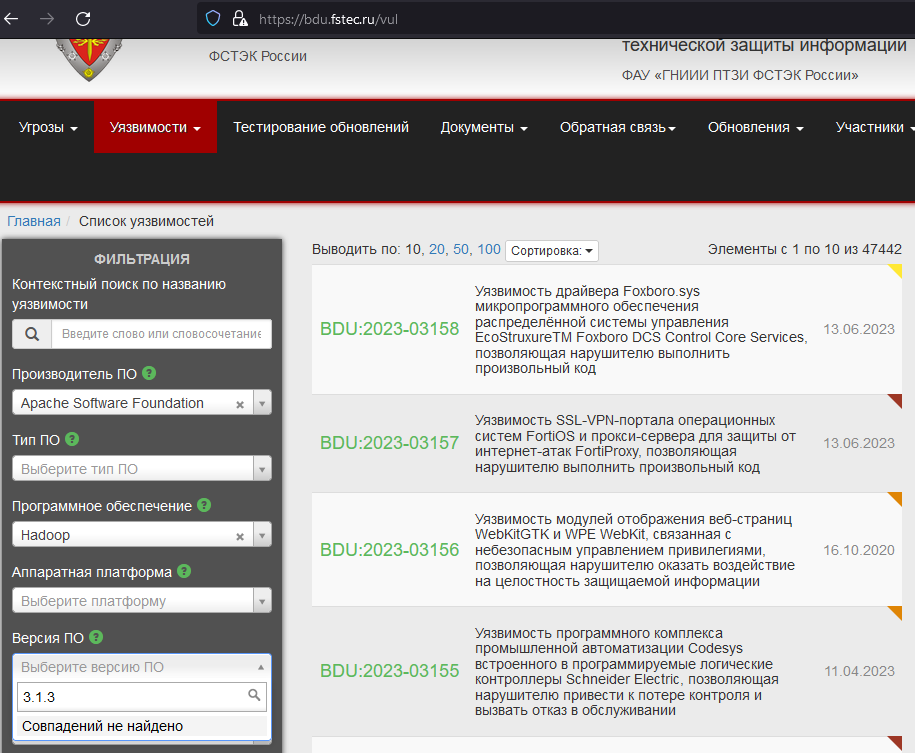 https://bdu.fstec.ru/vul
ФСТЭК России
технической защиты информации
ФАУ «ГНИИИ ПТЗИ ФСТЭК России»
Угрозы Уязвимости Тестирование обновлений Документы Обратная связь Обновления Участники
Главная / Список уязвимостей
ФИЛЬТРАЦИЯ
Контекстный поиск по названию
уязвимости
Введите слово или словосочетание
Производитель ПО ?
Apache Software Foundation ×
Тип ПО ?
Выберите тип ПО
Программное обеспечение ?
Hadoop ×
Аппаратная платформа ?
Выберите платформу
Версия ПО ?
Выберите версию ПО
3.1.3
Совпадений не найдено
Выводить по: 10, 20, 50, 100 Сортировка: Элементы с 1 по 10 из 47442
BDU:2023-03158
Уязвимость драйвера Foxboro.sys
микропрограммного обеспечения
распределённой системы управления
EcoStruxureTM Foxboro DCS Control Core Services,
позволяющая нарушителю выполнить
произвольный код
13.06.2023
BDU:2023-03157
Уязвимость SSL-VPN-портала операционных
систем FortiOS и прокси-сервера для защиты от
интернет-атак FortiProxy, позволяющая
нарушителю выполнить произвольный код
13.06.2023
BDU:2023-03156
Уязвимость модулей отображения веб-страниц
WebKitGTK и WPE WebKit, связанная с
небезопасным управлением привилегиями,
позволяющая нарушителю оказать воздействие
на целостность защищаемой информации
16.10.2020
BDU:2023-03155
Уязвимость программного комплекса
промышленной автоматизации Codesys
встроенного в программируемые логические
контроллеры Schneider Electric, позволяющая
нарушителю привести к потере контроля и
вызвать отказ в обслуживании
11.04.2023